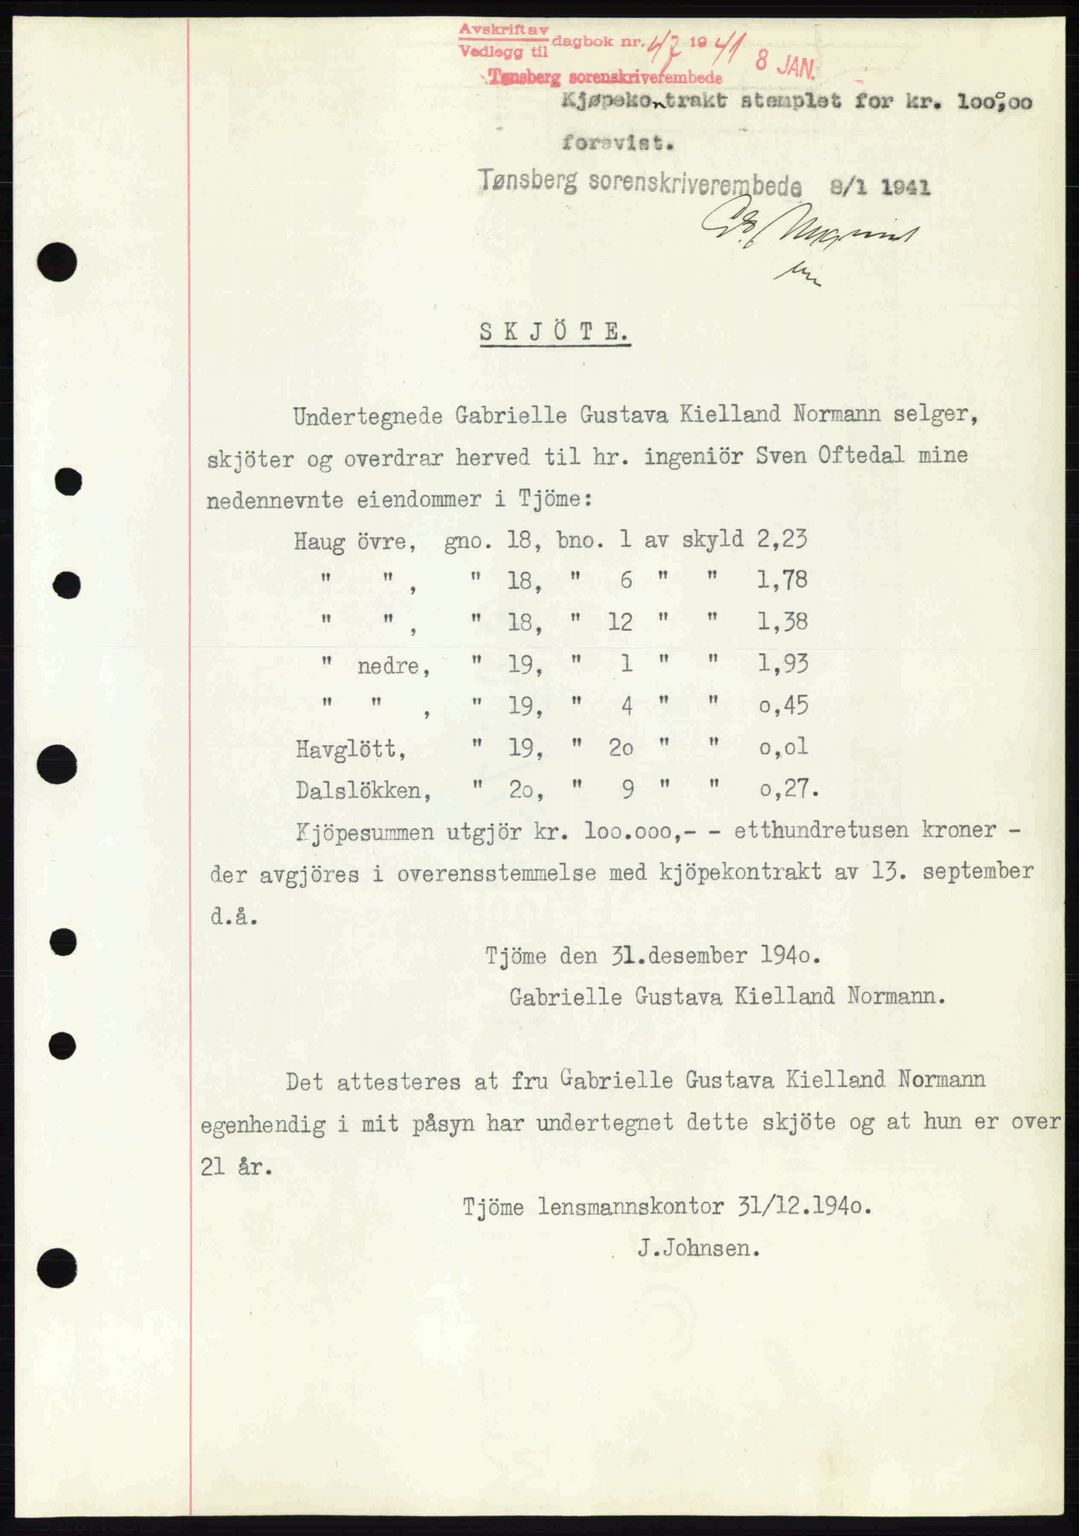 Avskrift av
Vedlegg til dagbok nr. 47 1941 8 JAN.
Tønsberg sorenskriverembede
Kjøpekontrakt stemplet for kr. loo,oo
forevist.
Tønsberg sorenskriverembede 8/1 1941
SKJÖTE.
Undertegnede Gabrielle Gustava Kielland Normann selger,
skjöter og overdrar herved til hr. ingeniör Sven Oftedal mine
nedennevnte eiendommer i Tjöme:
Haug övre, gno. 18, bno. 1 av skyld 2,23
" " , " 18, " 6 " " 1,78
" " , " 18, " 12 " " 1,38
" nedre, " 19, " 1 " " 1,93
" " , " 19, " 4 " " o,45
Havglött, " 19, " 2o " " o,ol
Dalslökken, " 2o, " 9 " " o,27.
Kjöpesummen utgjör kr. loo.ooo,- - etthundretusen kroner -
der avgjöres i overensstemmelse med kjöpekontrakt av 13. september
d.å.
Tjöme den 31.desember 194o.
Gabrielle Gustava Kielland Normann.
Det attesteres at fru Gabrielle Gustava Kielland Normann
egenhendig i mit påsyn har undertegnet dette skjöte og at hun er over
21 år.
Tjöme lensmannskontor 31/12.194o.
J.Johnsen.